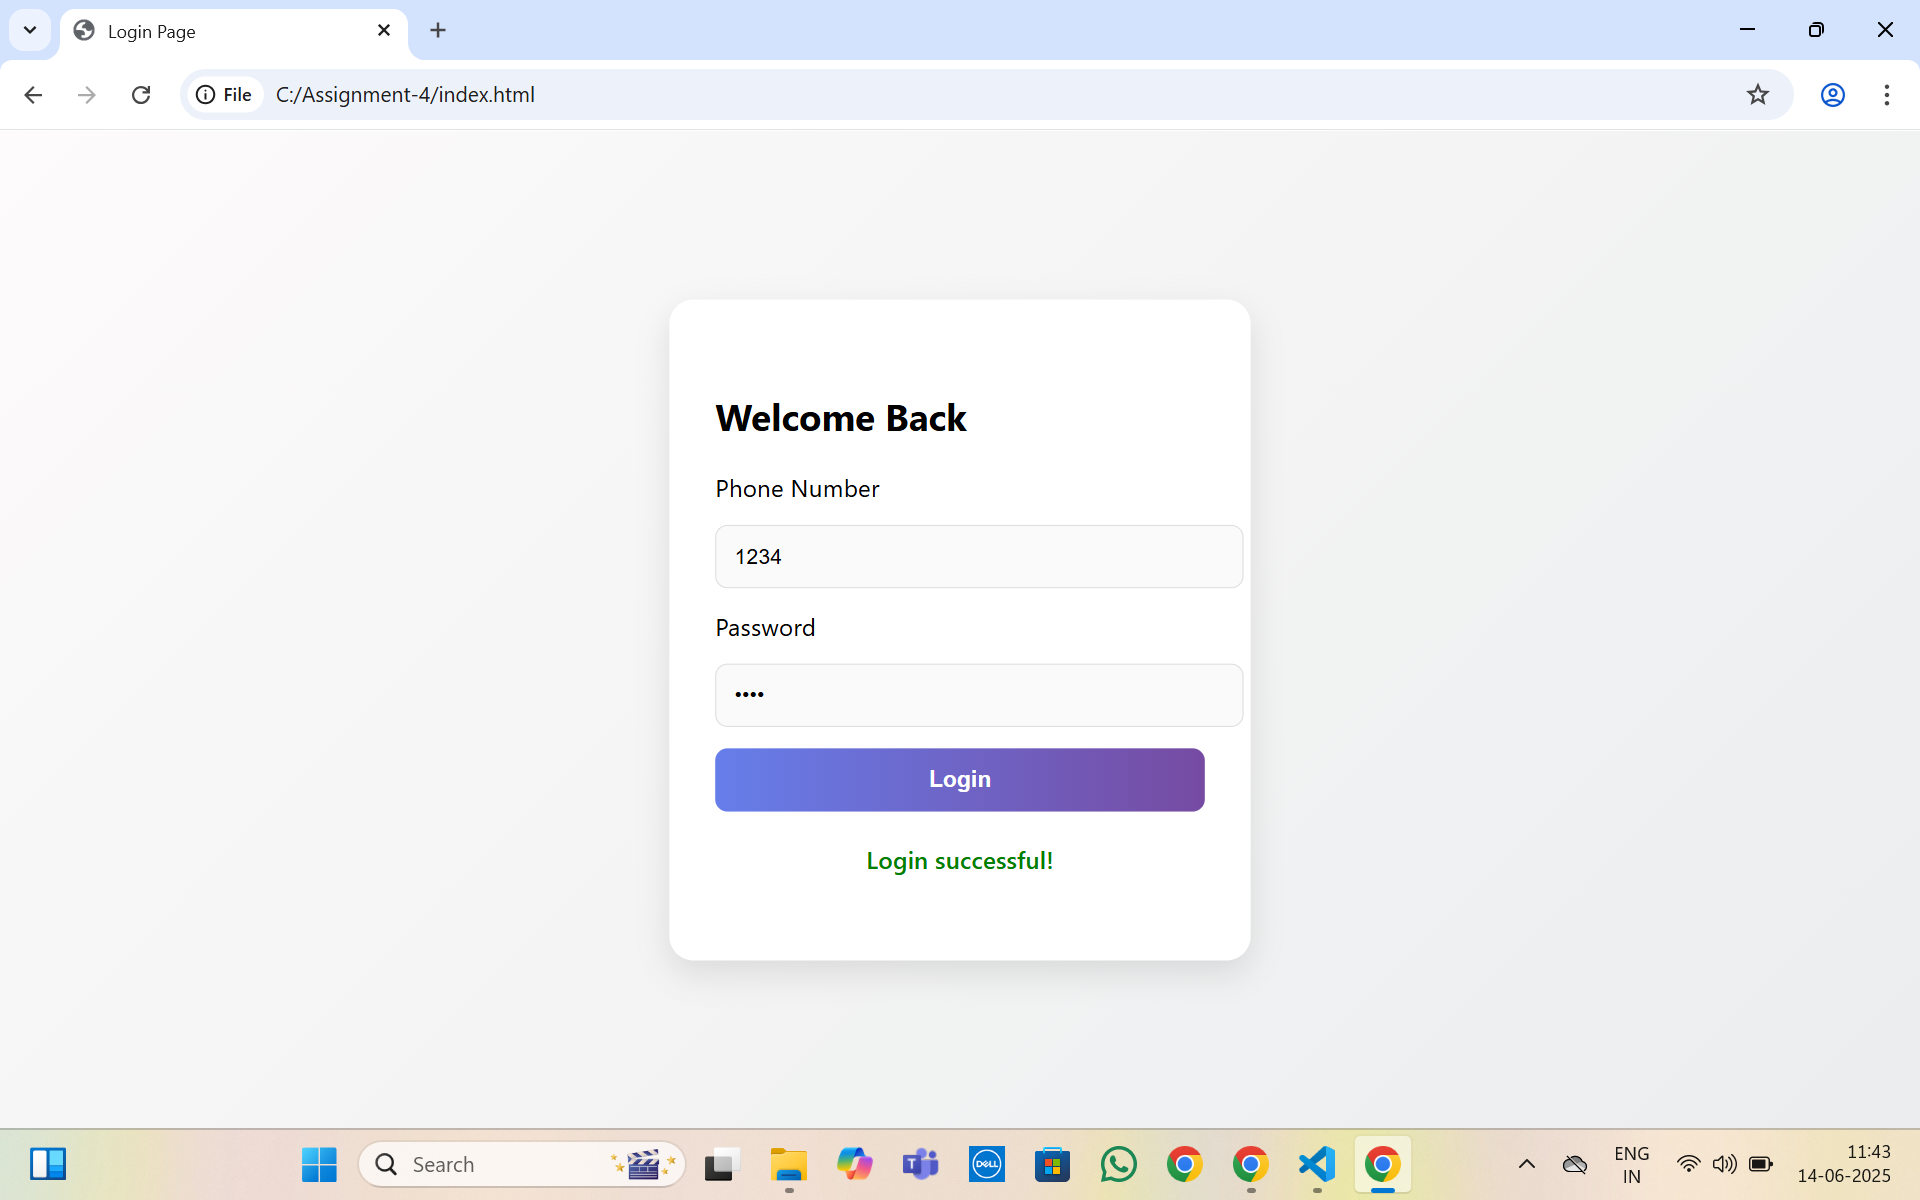 Login Page
File
C:/Assignment-4/index.html
Welcome Back
Phone Number
1234
Password
••••
Login
Login successful!
Search
DELL
ENG
IN
11:43
14-06-2025